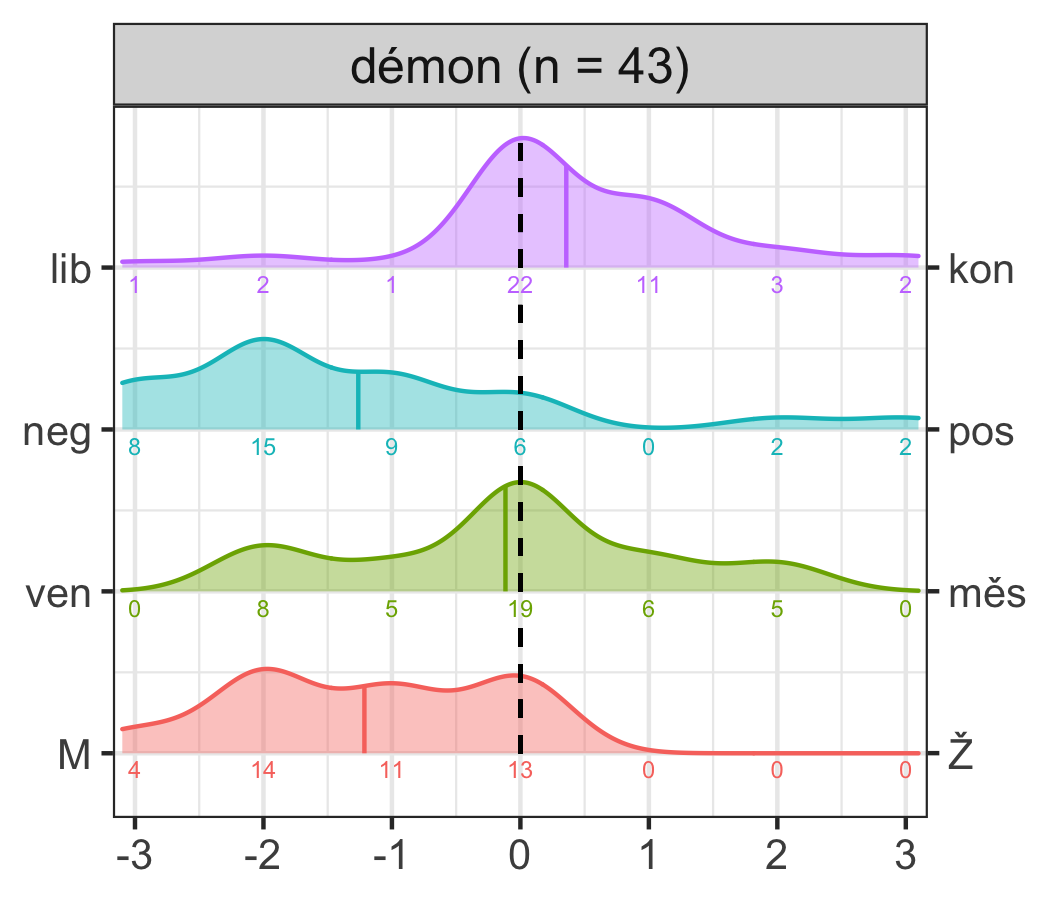 démon (n = 43)
lib kon
1 2 1 22 11 3 2
neg pos
8 15 9 6 0 2 2
ven měs
0 8 5 19 6 5 0
M Ž
4 14 11 13 0 0 0
-3 -2 -1 0 1 2 3